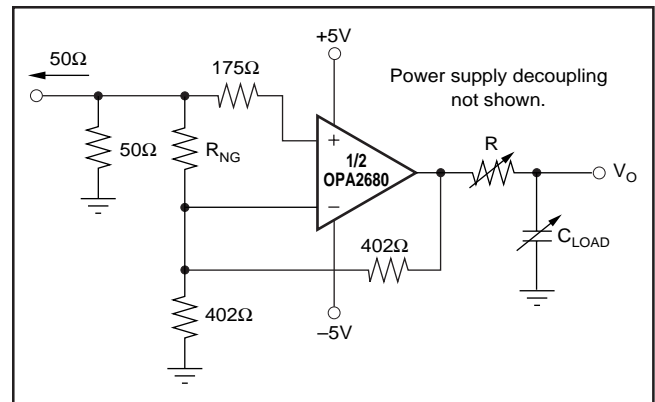 +5V
50Ω
175Ω
Power supply decoupling
not shown.
50Ω
R_NG
+
1/2
OPA2680
−
R
V_O
C_LOAD
402Ω
402Ω
−5V